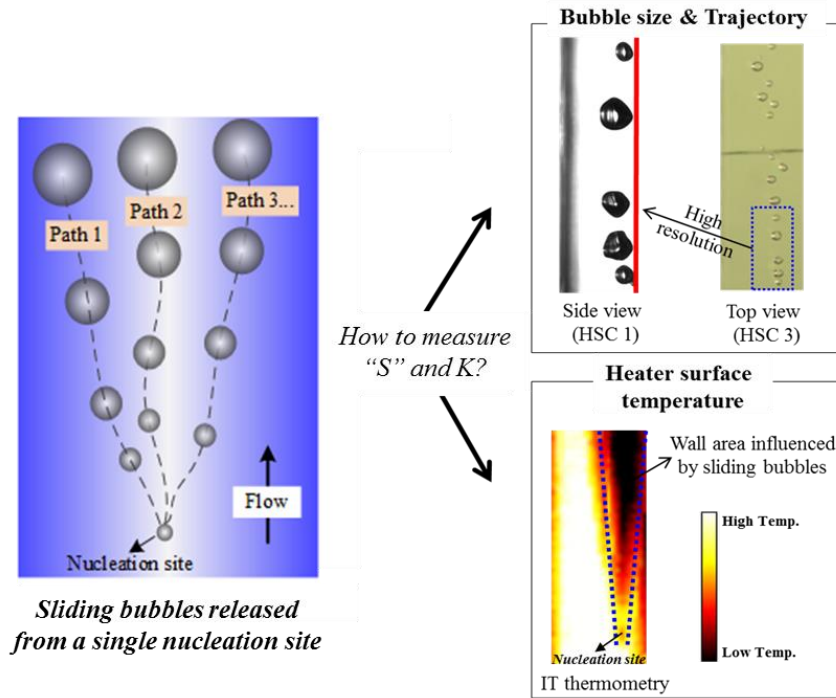 Path 1
Path 2
Path 3...
Flow
Nucleation site
Sliding bubbles released
from a single nucleation site
How to measure
“S” and K?
Bubble size & Trajectory
High
resolution
Side view
(HSC 1)
Top view
(HSC 3)
Heater surface
temperature
Wall area influenced
by sliding bubbles
High Temp.
Low Temp.
Nucleation site
IT thermometry